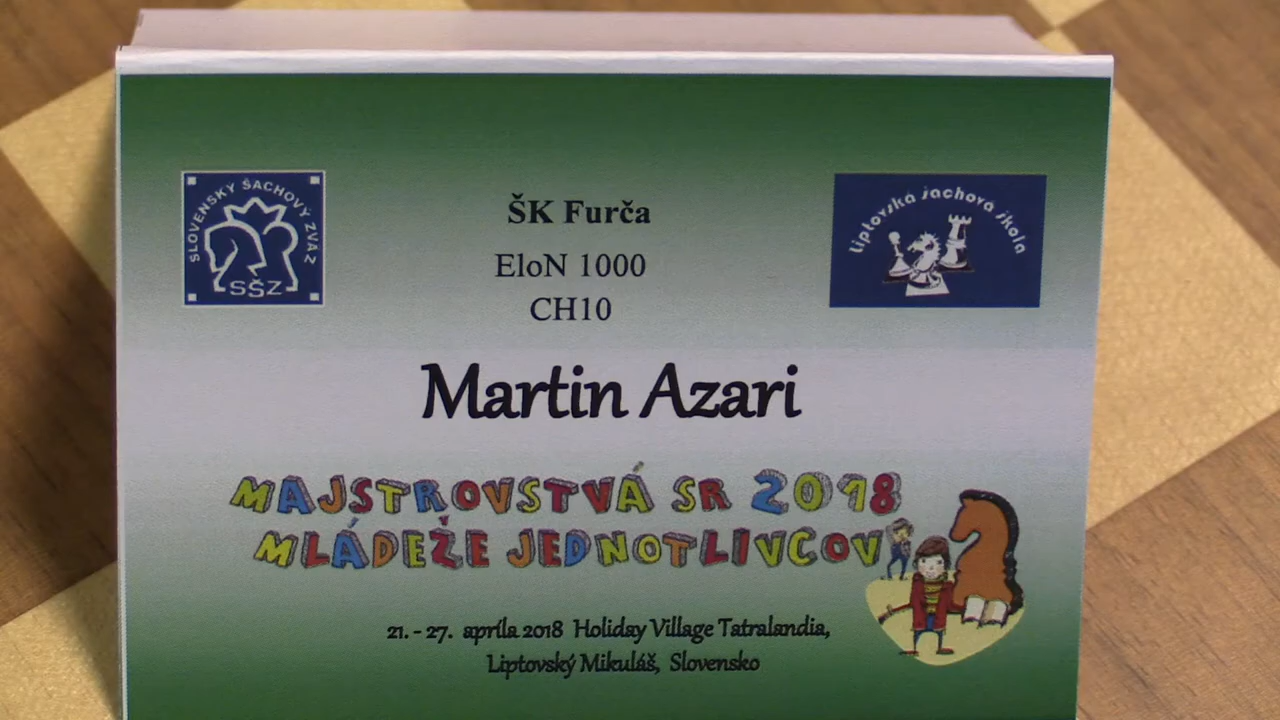 SLOVENSKÝ ŠACHOVÝ ZVÄZ
SŠZ
ŠK Furča
EloN 1000
CH10
Liptovská šachová škola
Martin Azari
MAJSTROVSTVÁ SR 2018
MLÁDEŽE JEDNOTLIVCOV
21. - 27. apríla 2018 Holiday Village Tatralandia,
Liptovský Mikuláš, Slovensko